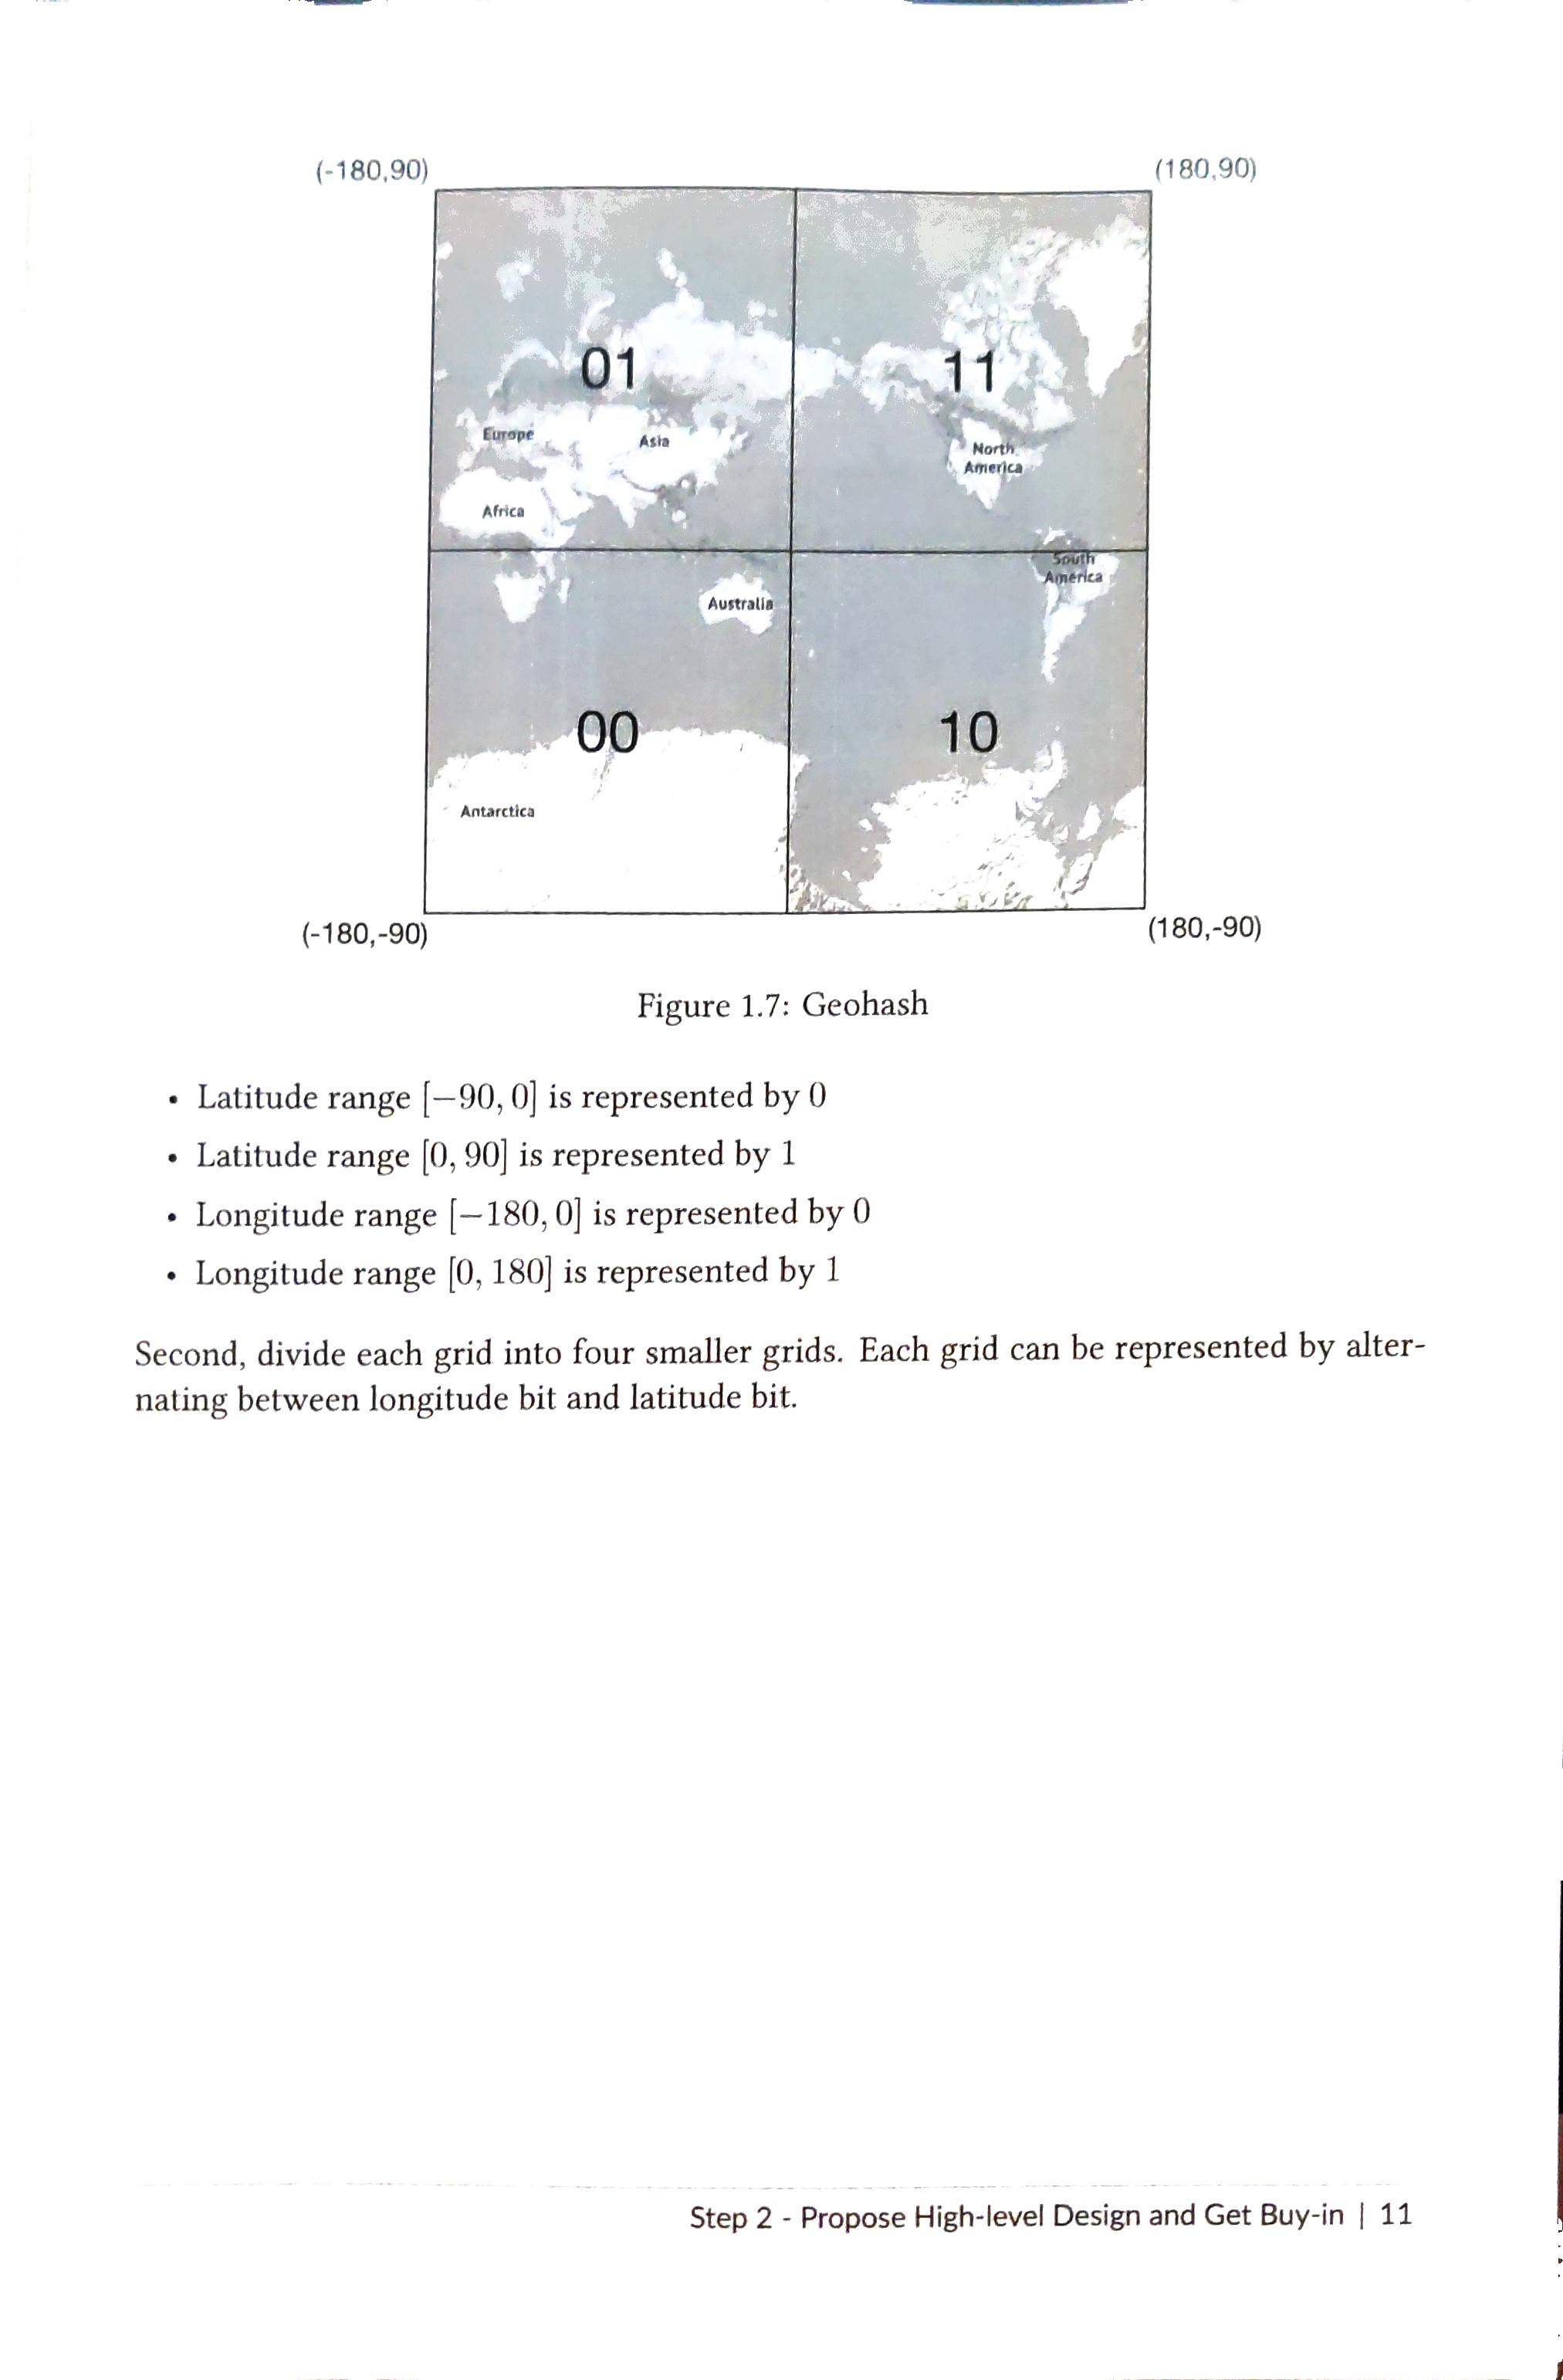 (-180,90)
(180,90)
01
11
Europe
Asia
North
America
Africa
South
America
Australia
00
10
Antarctica
(-180,-90)
(180,-90)
Figure 1.7: Geohash
• Latitude range [−90, 0] is represented by 0
• Latitude range [0, 90] is represented by 1
• Longitude range [−180, 0] is represented by 0
• Longitude range [0, 180] is represented by 1
Second, divide each grid into four smaller grids. Each grid can be represented by alter-
nating between longitude bit and latitude bit.
Step 2 - Propose High-level Design and Get Buy-in | 11